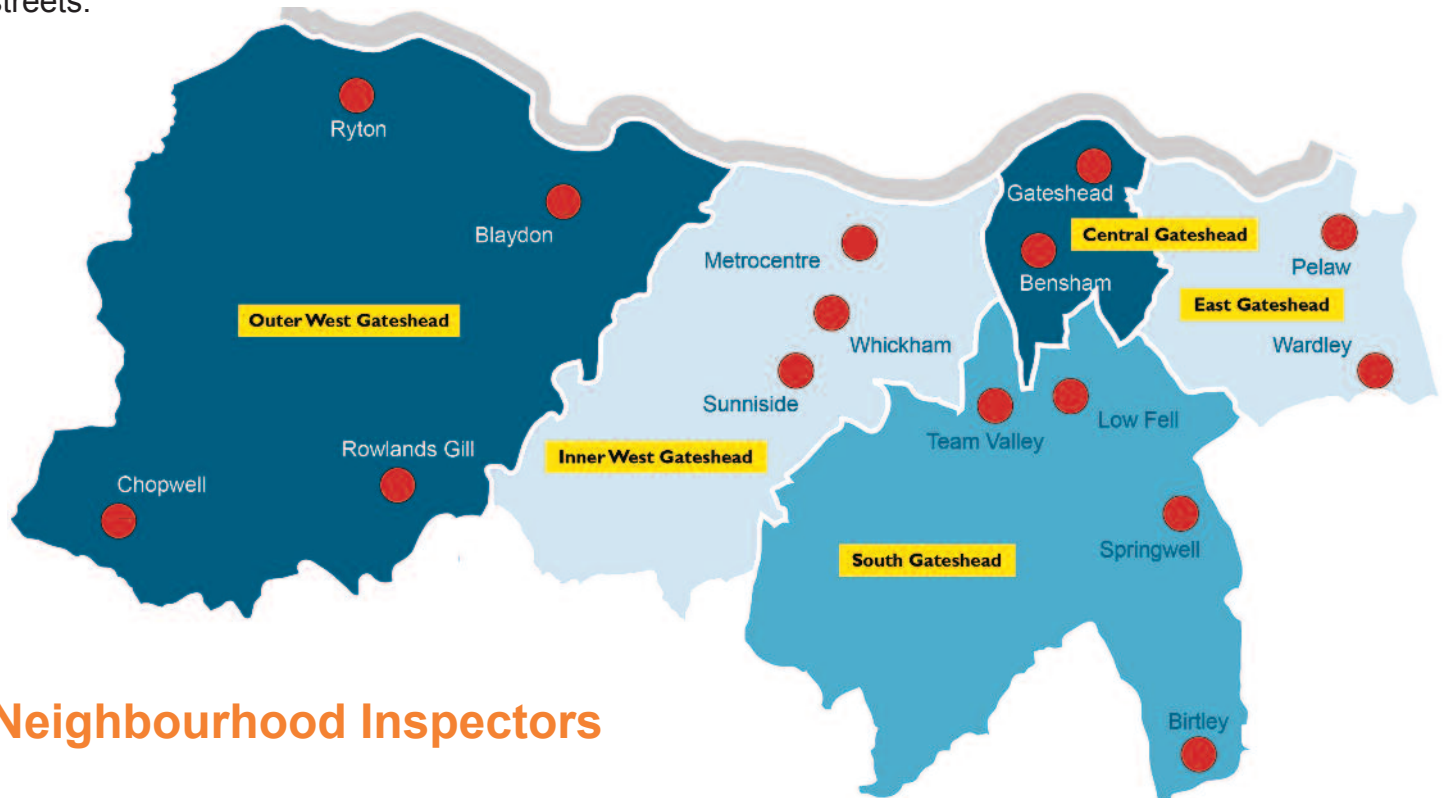 streets.
Ryton
Blaydon
Outer West Gateshead
Rowlands Gill
Chopwell
Metrocentre
Whickham
Sunniside
Inner West Gateshead
Gateshead
Central Gateshead
Bensham
Pelaw
East Gateshead
Wardley
Team Valley
Low Fell
Springwell
South Gateshead
Birtley
Neighbourhood Inspectors